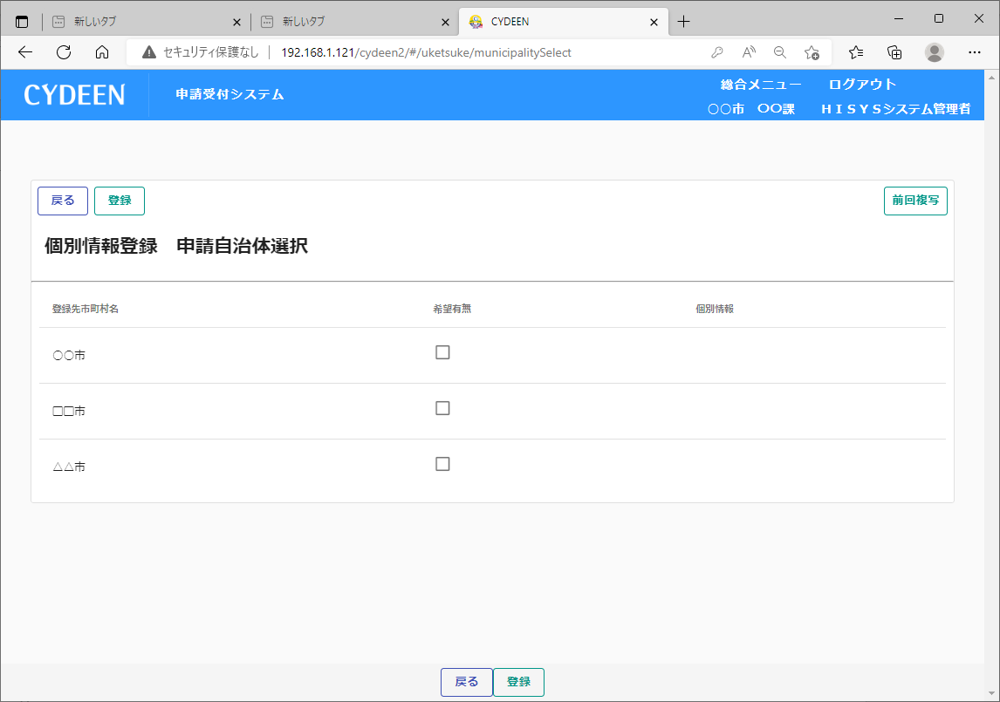 新しいタブ
新しいタブ
CYDEEN
セキュリティ保護なし
192.168.1.121/cydeen2/#/uketsuke/municipalitySelect
CYDEEN
申請受付システム
総合メニュー ログアウト
○○市 〇〇課 ＨＩＳＹＳシステム管理者
戻る 登録 前回複写
個別情報登録　申請自治体選択
登録先市町村名 希望有無 個別情報
○○市
□□市
△△市
戻る 登録